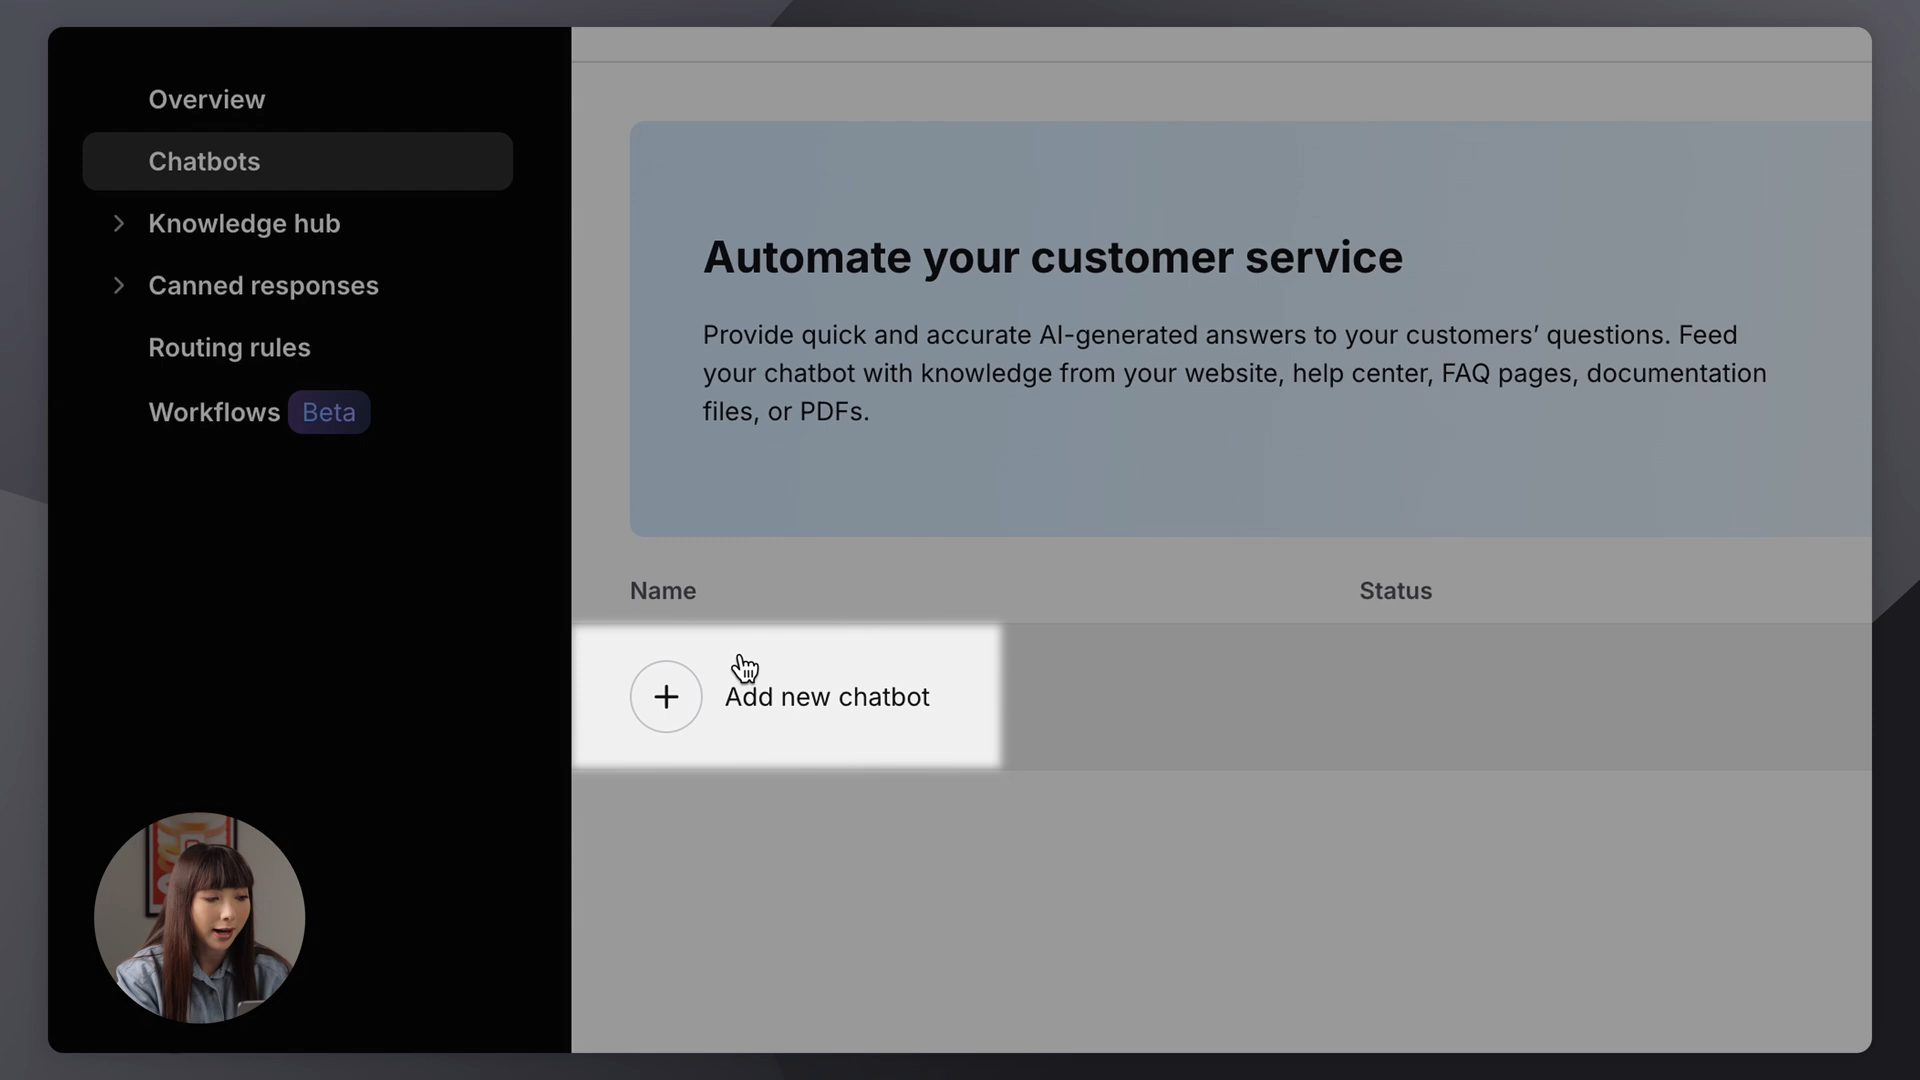 Overview
Chatbots
Knowledge hub
Canned responses
Routing rules
Workflows Beta
Automate your customer service
Provide quick and accurate AI-generated answers to your customers’ questions. Feed
your chatbot with knowledge from your website, help center, FAQ pages, documentation
files, or PDFs.
Name Status
Add new chatbot